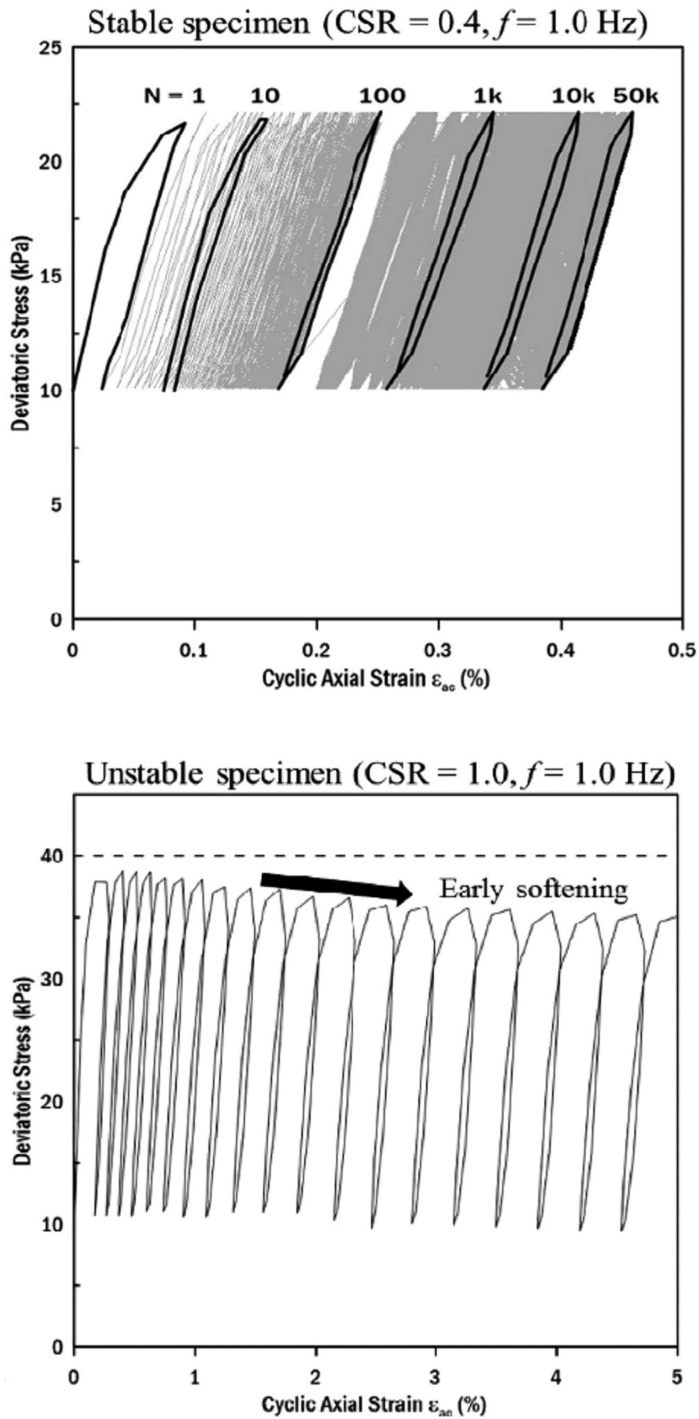 Stable specimen (CSR = 0.4, f = 1.0 Hz)
25
N = 1 10 100 1k 10k 50k
20
15
10
5
0
Deviatoric Stress (kPa)
0 0.1 0.2 0.3 0.4 0.5
Cyclic Axial Strain εac (%)
Unstable specimen (CSR = 1.0, f = 1.0 Hz)
40
Early softening
30
20
10
0
Deviatoric Stress (kPa)
0 1 2 3 4 5
Cyclic Axial Strain εac (%)